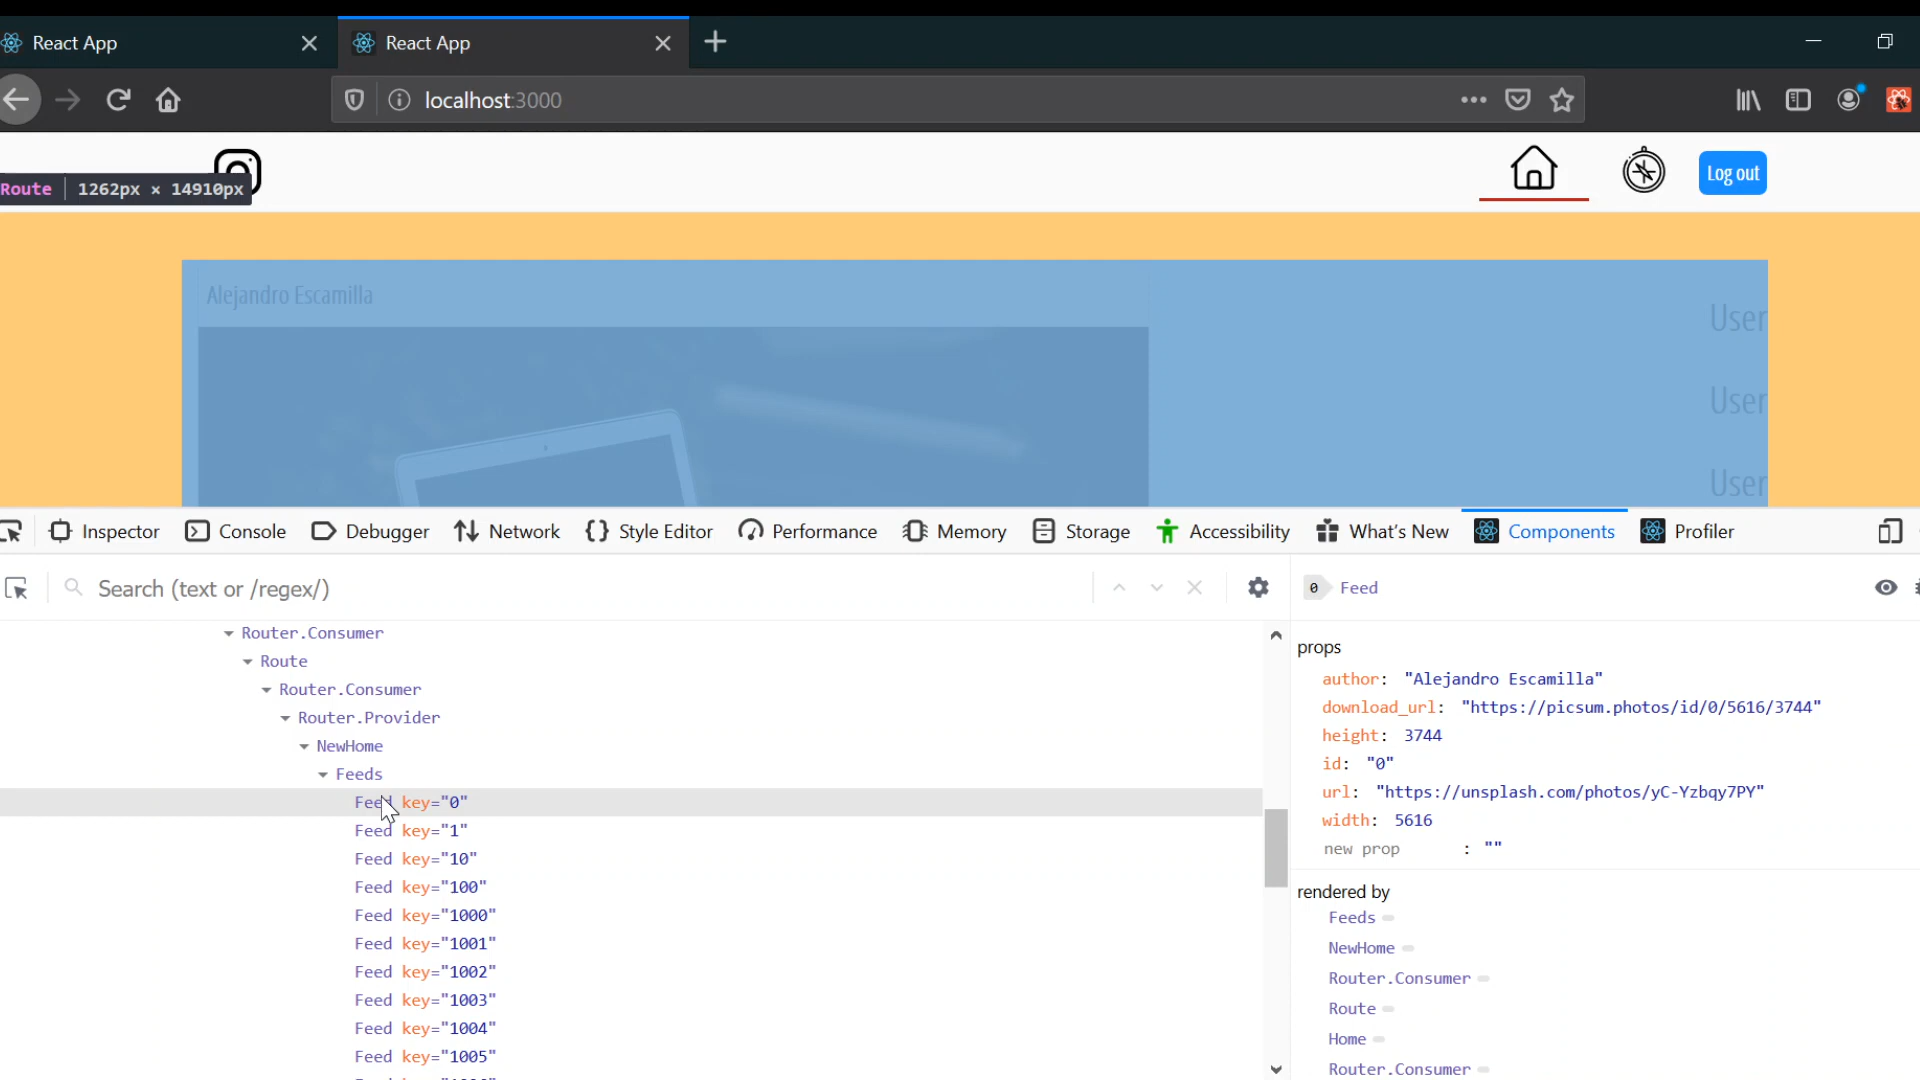 React App
React App
localhost:3000
Log out
Route 1262px × 14910px
Alejandro Escamilla
User
User
User
Inspector Console Debugger Network {} Style Editor Performance Memory Storage Accessibility What's New Components Profiler
Search (text or /regex/)
Router.Consumer
Route
Router.Consumer
Router.Provider
NewHome
Feeds
Feed key="0"
Feed key="1"
Feed key="10"
Feed key="100"
Feed key="1000"
Feed key="1001"
Feed key="1002"
Feed key="1003"
Feed key="1004"
Feed key="1005"
0 Feed
props
author: "Alejandro Escamilla"
download_url: "https://picsum.photos/id/0/5616/3744"
height: 3744
id: "0"
url: "https://unsplash.com/photos/yC-Yzbqy7PY"
width: 5616
new prop : ""
rendered by
Feeds
NewHome
Router.Consumer
Route
Home
Router.Consumer